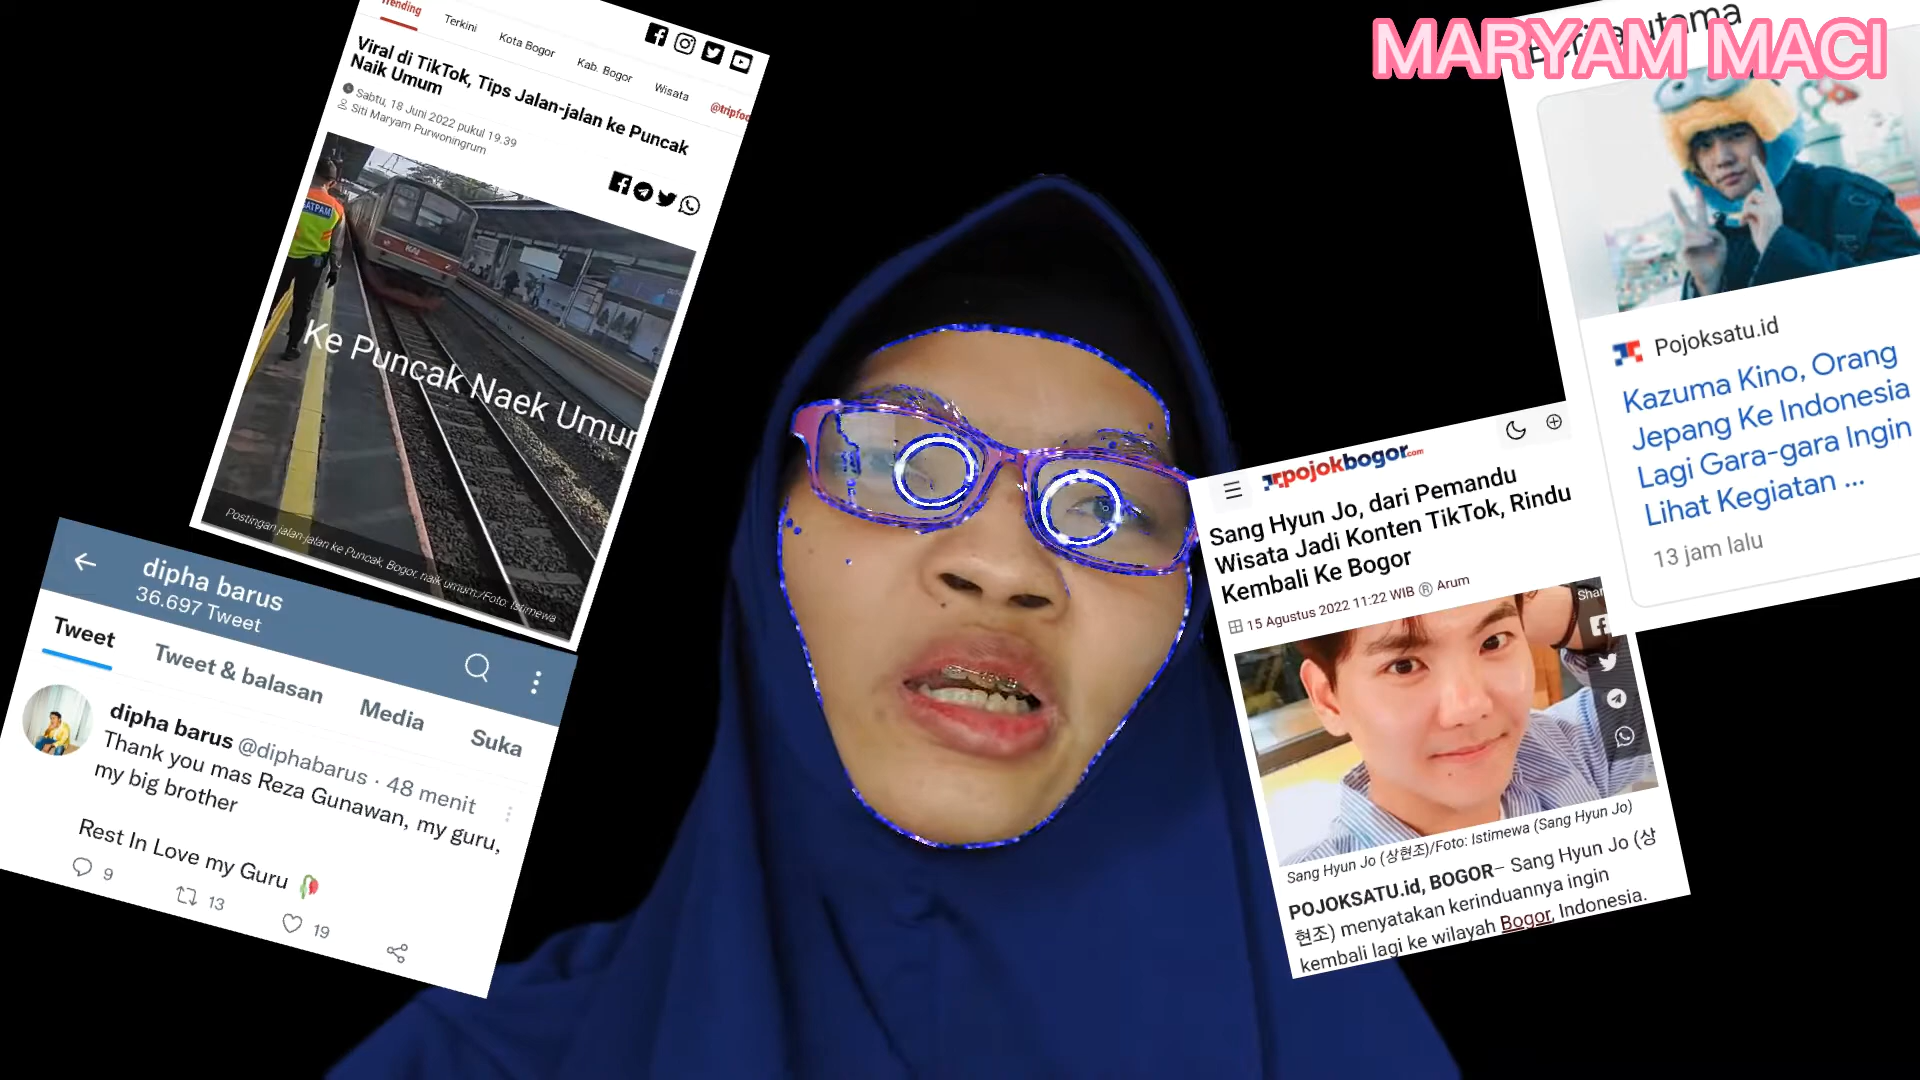 MARYAM MACI
Trending
Terkini
Kota Bogor
Kab. Bogor
Wisata
Viral di TikTok, Tips Jalan-jalan ke Puncak
Naik Umum
Sabtu, 18 Juni 2022 pukul 19.39
Siti Maryam Purwoningrum
SATPAM
Ke Puncak Naek Umum
Postingan jalan-jalan ke Puncak, Bogor, naik umum./Foto: Istimewa
dipha barus
36.697 Tweet
Tweet
Tweet & balasan
Media
Suka
dipha barus @diphabarus · 48 menit
Thank you mas Reza Gunawan, my guru,
my big brother
Rest In Love my Guru 🥀
9
13
19
Pojoksatu.id
Kazuma Kino, Orang
Jepang Ke Indonesia
Lagi Gara-gara Ingin
Lihat Kegiatan ...
13 jam lalu
pojokbogor.com
Sang Hyun Jo, dari Pemandu
Wisata Jadi Konten TikTok, Rindu
Kembali Ke Bogor
15 Agustus 2022 11:22 WIB ® Arum
Shar
Sang Hyun Jo (상현조)/Foto: Istimewa (Sang Hyun Jo)
POJOKSATU.id, BOGOR– Sang Hyun Jo (상
현조) menyatakan kerinduannya ingin
kembali lagi ke wilayah Bogor, Indonesia.